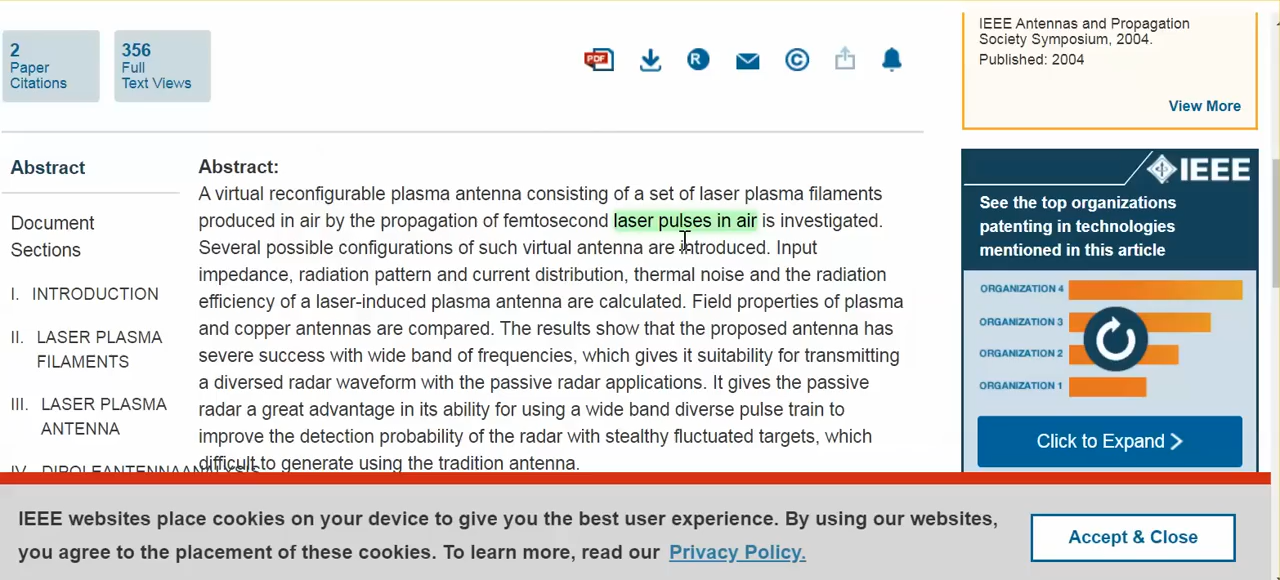 IEEE Antennas and Propagation
Society Symposium, 2004.
Published: 2004
View More
2
Paper
Citations
356
Full
Text Views
PDF
R
C
Abstract
Document
Sections
I. INTRODUCTION
II. LASER PLASMA
FILAMENTS
III. LASER PLASMA
ANTENNA
IV. DIPOLEANTENNAANALYSIS
Abstract:
A virtual reconfigurable plasma antenna consisting of a set of laser plasma filaments
produced in air by the propagation of femtosecond laser pulses in air is investigated.
Several possible configurations of such virtual antenna are introduced. Input
impedance, radiation pattern and current distribution, thermal noise and the radiation
efficiency of a laser-induced plasma antenna are calculated. Field properties of plasma
and copper antennas are compared. The results show that the proposed antenna has
severe success with wide band of frequencies, which gives it suitability for transmitting
a diversed radar waveform with the passive radar applications. It gives the passive
radar a great advantage in its ability for using a wide band diverse pulse train to
improve the detection probability of the radar with stealthy fluctuated targets, which
difficult to generate using the tradition antenna.
IEEE
See the top organizations
patenting in technologies
mentioned in this article
ORGANIZATION 4
ORGANIZATION 3
ORGANIZATION 2
ORGANIZATION 1
Click to Expand
IEEE websites place cookies on your device to give you the best user experience. By using our websites,
you agree to the placement of these cookies. To learn more, read our Privacy Policy.
Accept & Close